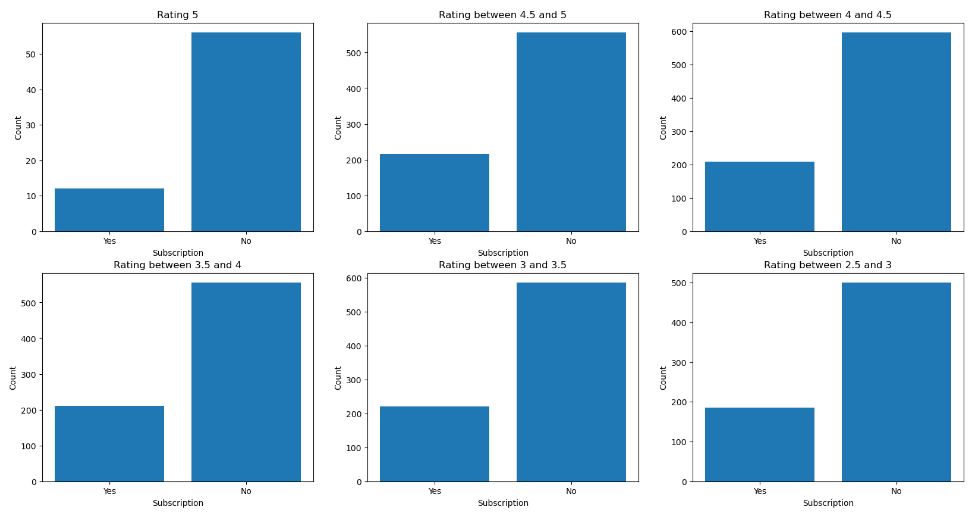 Rating 5
50
40
30
20
10
0
Count
Yes No
Subscription
Rating between 4.5 and 5
500
400
300
200
100
0
Count
Yes No
Subscription
Rating between 4 and 4.5
600
500
400
300
200
100
0
Count
Yes No
Subscription
Rating between 3.5 and 4
500
400
300
200
100
0
Count
Yes No
Subscription
Rating between 3 and 3.5
600
500
400
300
200
100
0
Count
Yes No
Subscription
Rating between 2.5 and 3
500
400
300
200
100
0
Count
Yes No
Subscription